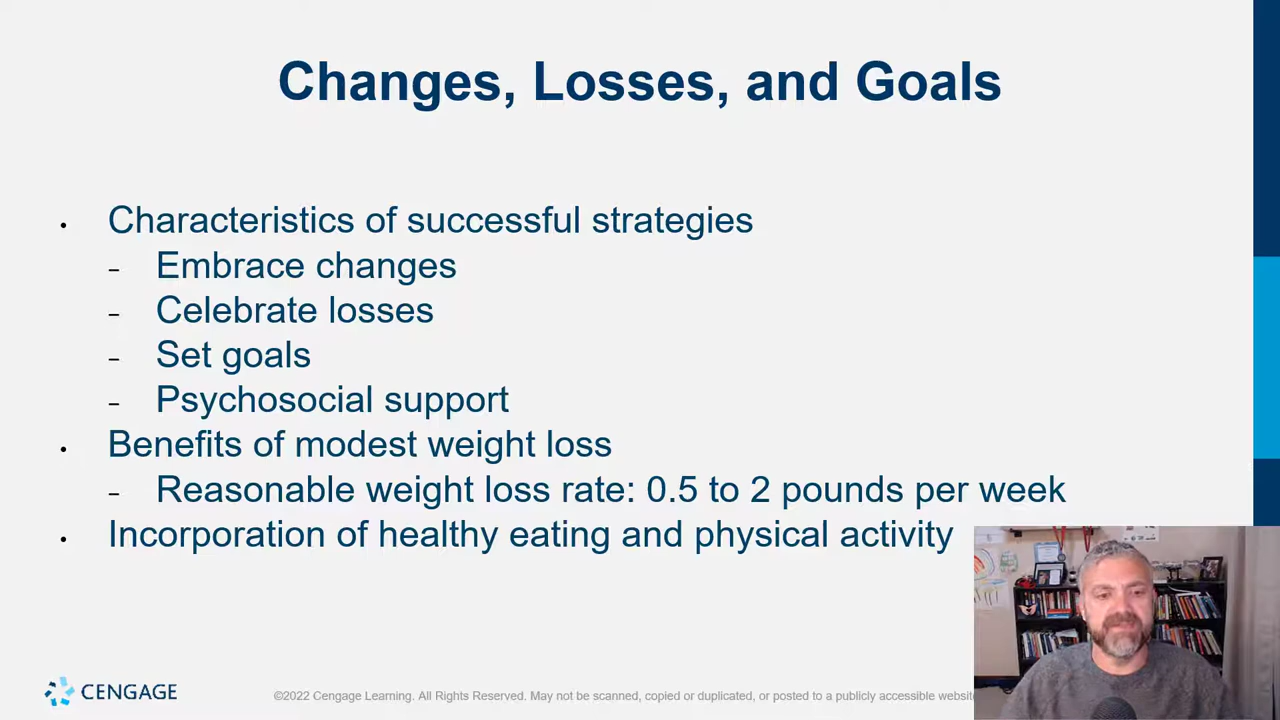 Changes, Losses, and Goals
• Characteristics of successful strategies
– Embrace changes
– Celebrate losses
– Set goals
– Psychosocial support
• Benefits of modest weight loss
– Reasonable weight loss rate: 0.5 to 2 pounds per week
• Incorporation of healthy eating and physical activity
CENGAGE
©2022 Cengage Learning. All Rights Reserved. May not be scanned, copied or duplicated, or posted to a publicly accessible website